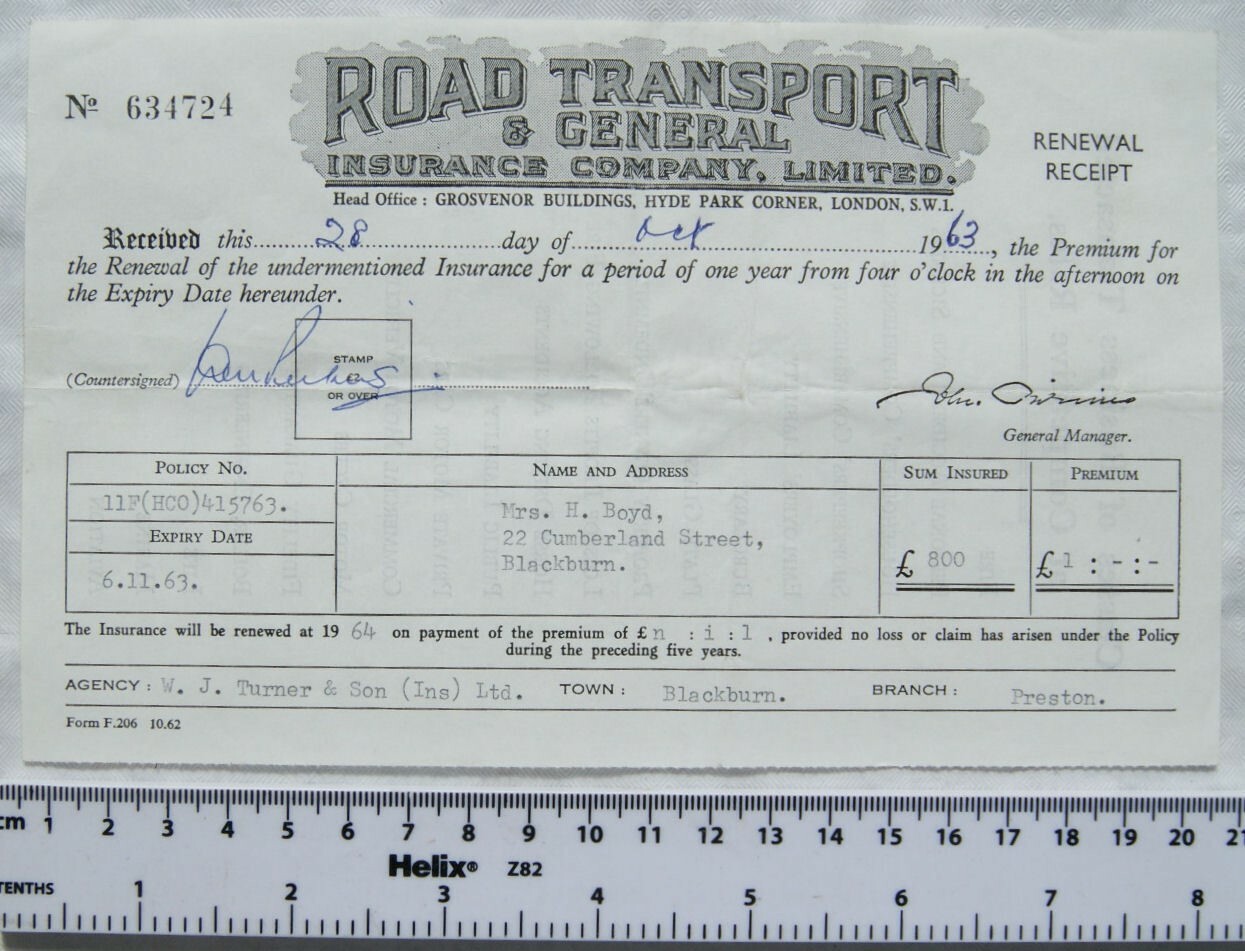 Nº 634724
ROAD TRANSPORT
& GENERAL
INSURANCE COMPANY, LIMITED.
RENEWAL
RECEIPT
Head Office : GROSVENOR BUILDINGS, HYDE PARK CORNER, LONDON, S.W.1.
Received this 28 day of Oct 1963, the Premium for
the Renewal of the undermentioned Insurance for a period of one year from four o'clock in the afternoon on
the Expiry Date hereunder.
STAMP
£2
OR OVER
(Countersigned)
General Manager.
POLICY NO. NAME AND ADDRESS SUM INSURED PREMIUM
11F(HCO)415763.
Mrs. H. Boyd,
EXPIRY DATE
22 Cumberland Street,
Blackburn.
£ 800 £ 1 : - : -
6.11.63.
The Insurance will be renewed at 19 64 on payment of the premium of £ n : i : l , provided no loss or claim has arisen under the Policy
during the preceding five years.
AGENCY : W. J. Turner & Son (Ins) Ltd. TOWN : Blackburn. BRANCH : Preston.
Form F.206 10.62
cm 1 2 3 4 5 6 7 8 9 10 11 12 13 14 15 16 17 18 19 20 21
Helix® Z82
TENTHS 1 2 3 4 5 6 7 8